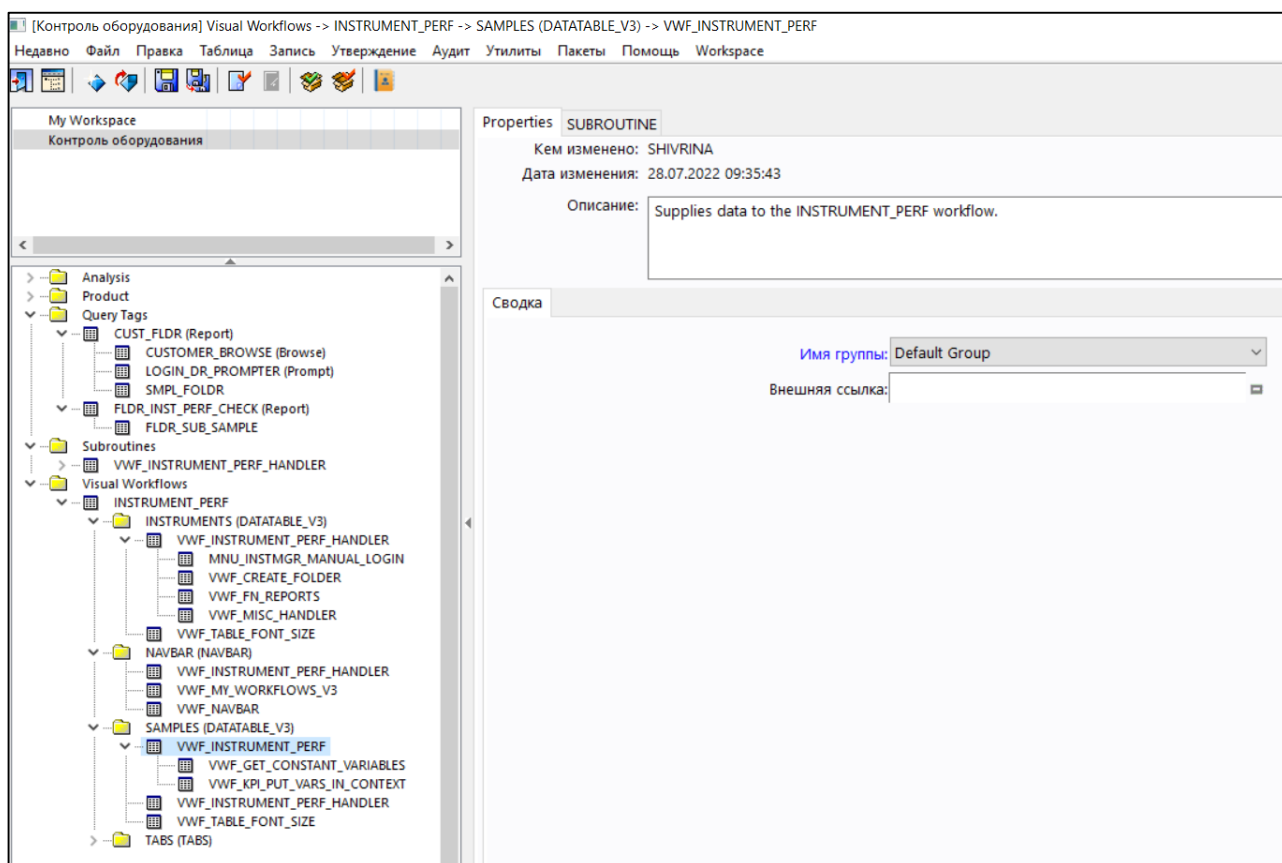 [Контроль оборудования] Visual Workflows -> INSTRUMENT_PERF -> SAMPLES (DATATABLE_V3) -> VWF_INSTRUMENT_PERF
Недавно Файл Правка Таблица Запись Утверждение Аудит Утилиты Пакеты Помощь Workspace
My Workspace
Контроль оборудования
Analysis
Product
Query Tags
CUST_FLDR (Report)
CUSTOMER_BROWSE (Browse)
LOGIN_DR_PROMPTER (Prompt)
SMPL_FOLDR
FLDR_INST_PERF_CHECK (Report)
FLDR_SUB_SAMPLE
Subroutines
VWF_INSTRUMENT_PERF_HANDLER
Visual Workflows
INSTRUMENT_PERF
INSTRUMENTS (DATATABLE_V3)
VWF_INSTRUMENT_PERF_HANDLER
MNU_INSTMGR_MANUAL_LOGIN
VWF_CREATE_FOLDER
VWF_FN_REPORTS
VWF_MISC_HANDLER
VWF_TABLE_FONT_SIZE
NAVBAR (NAVBAR)
VWF_INSTRUMENT_PERF_HANDLER
VWF_MY_WORKFLOWS_V3
VWF_NAVBAR
SAMPLES (DATATABLE_V3)
VWF_INSTRUMENT_PERF
VWF_GET_CONSTANT_VARIABLES
VWF_KPI_PUT_VARS_IN_CONTEXT
VWF_INSTRUMENT_PERF_HANDLER
VWF_TABLE_FONT_SIZE
TABS (TABS)
Properties SUBROUTINE
Кем изменено: SHIVRINA
Дата изменения: 28.07.2022 09:35:43
Описание: Supplies data to the INSTRUMENT_PERF workflow.
Сводка
Имя группы: Default Group
Внешняя ссылка: